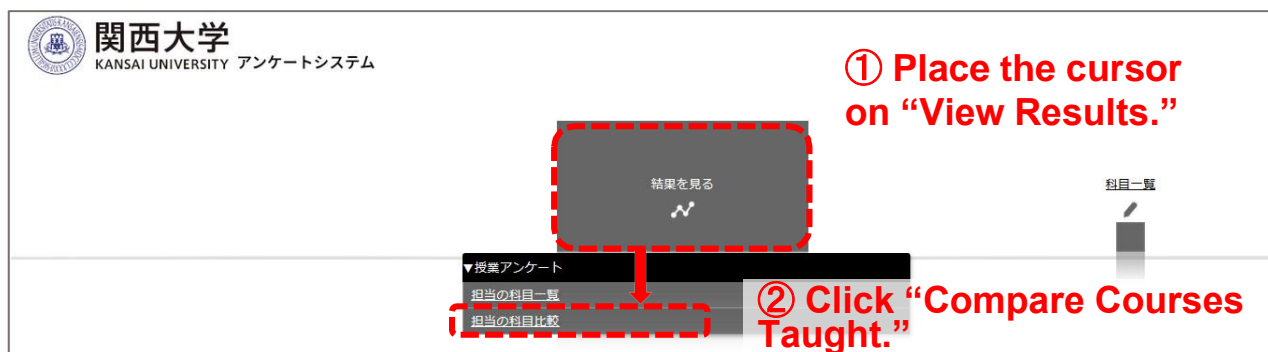 関西大学
KANSAI UNIVERSITY アンケートシステム
① Place the cursor
on “View Results.”
結果を見る
科目一覧
▼授業アンケート
担当の科目一覧
担当の科目比較
② Click “Compare Courses
Taught.”